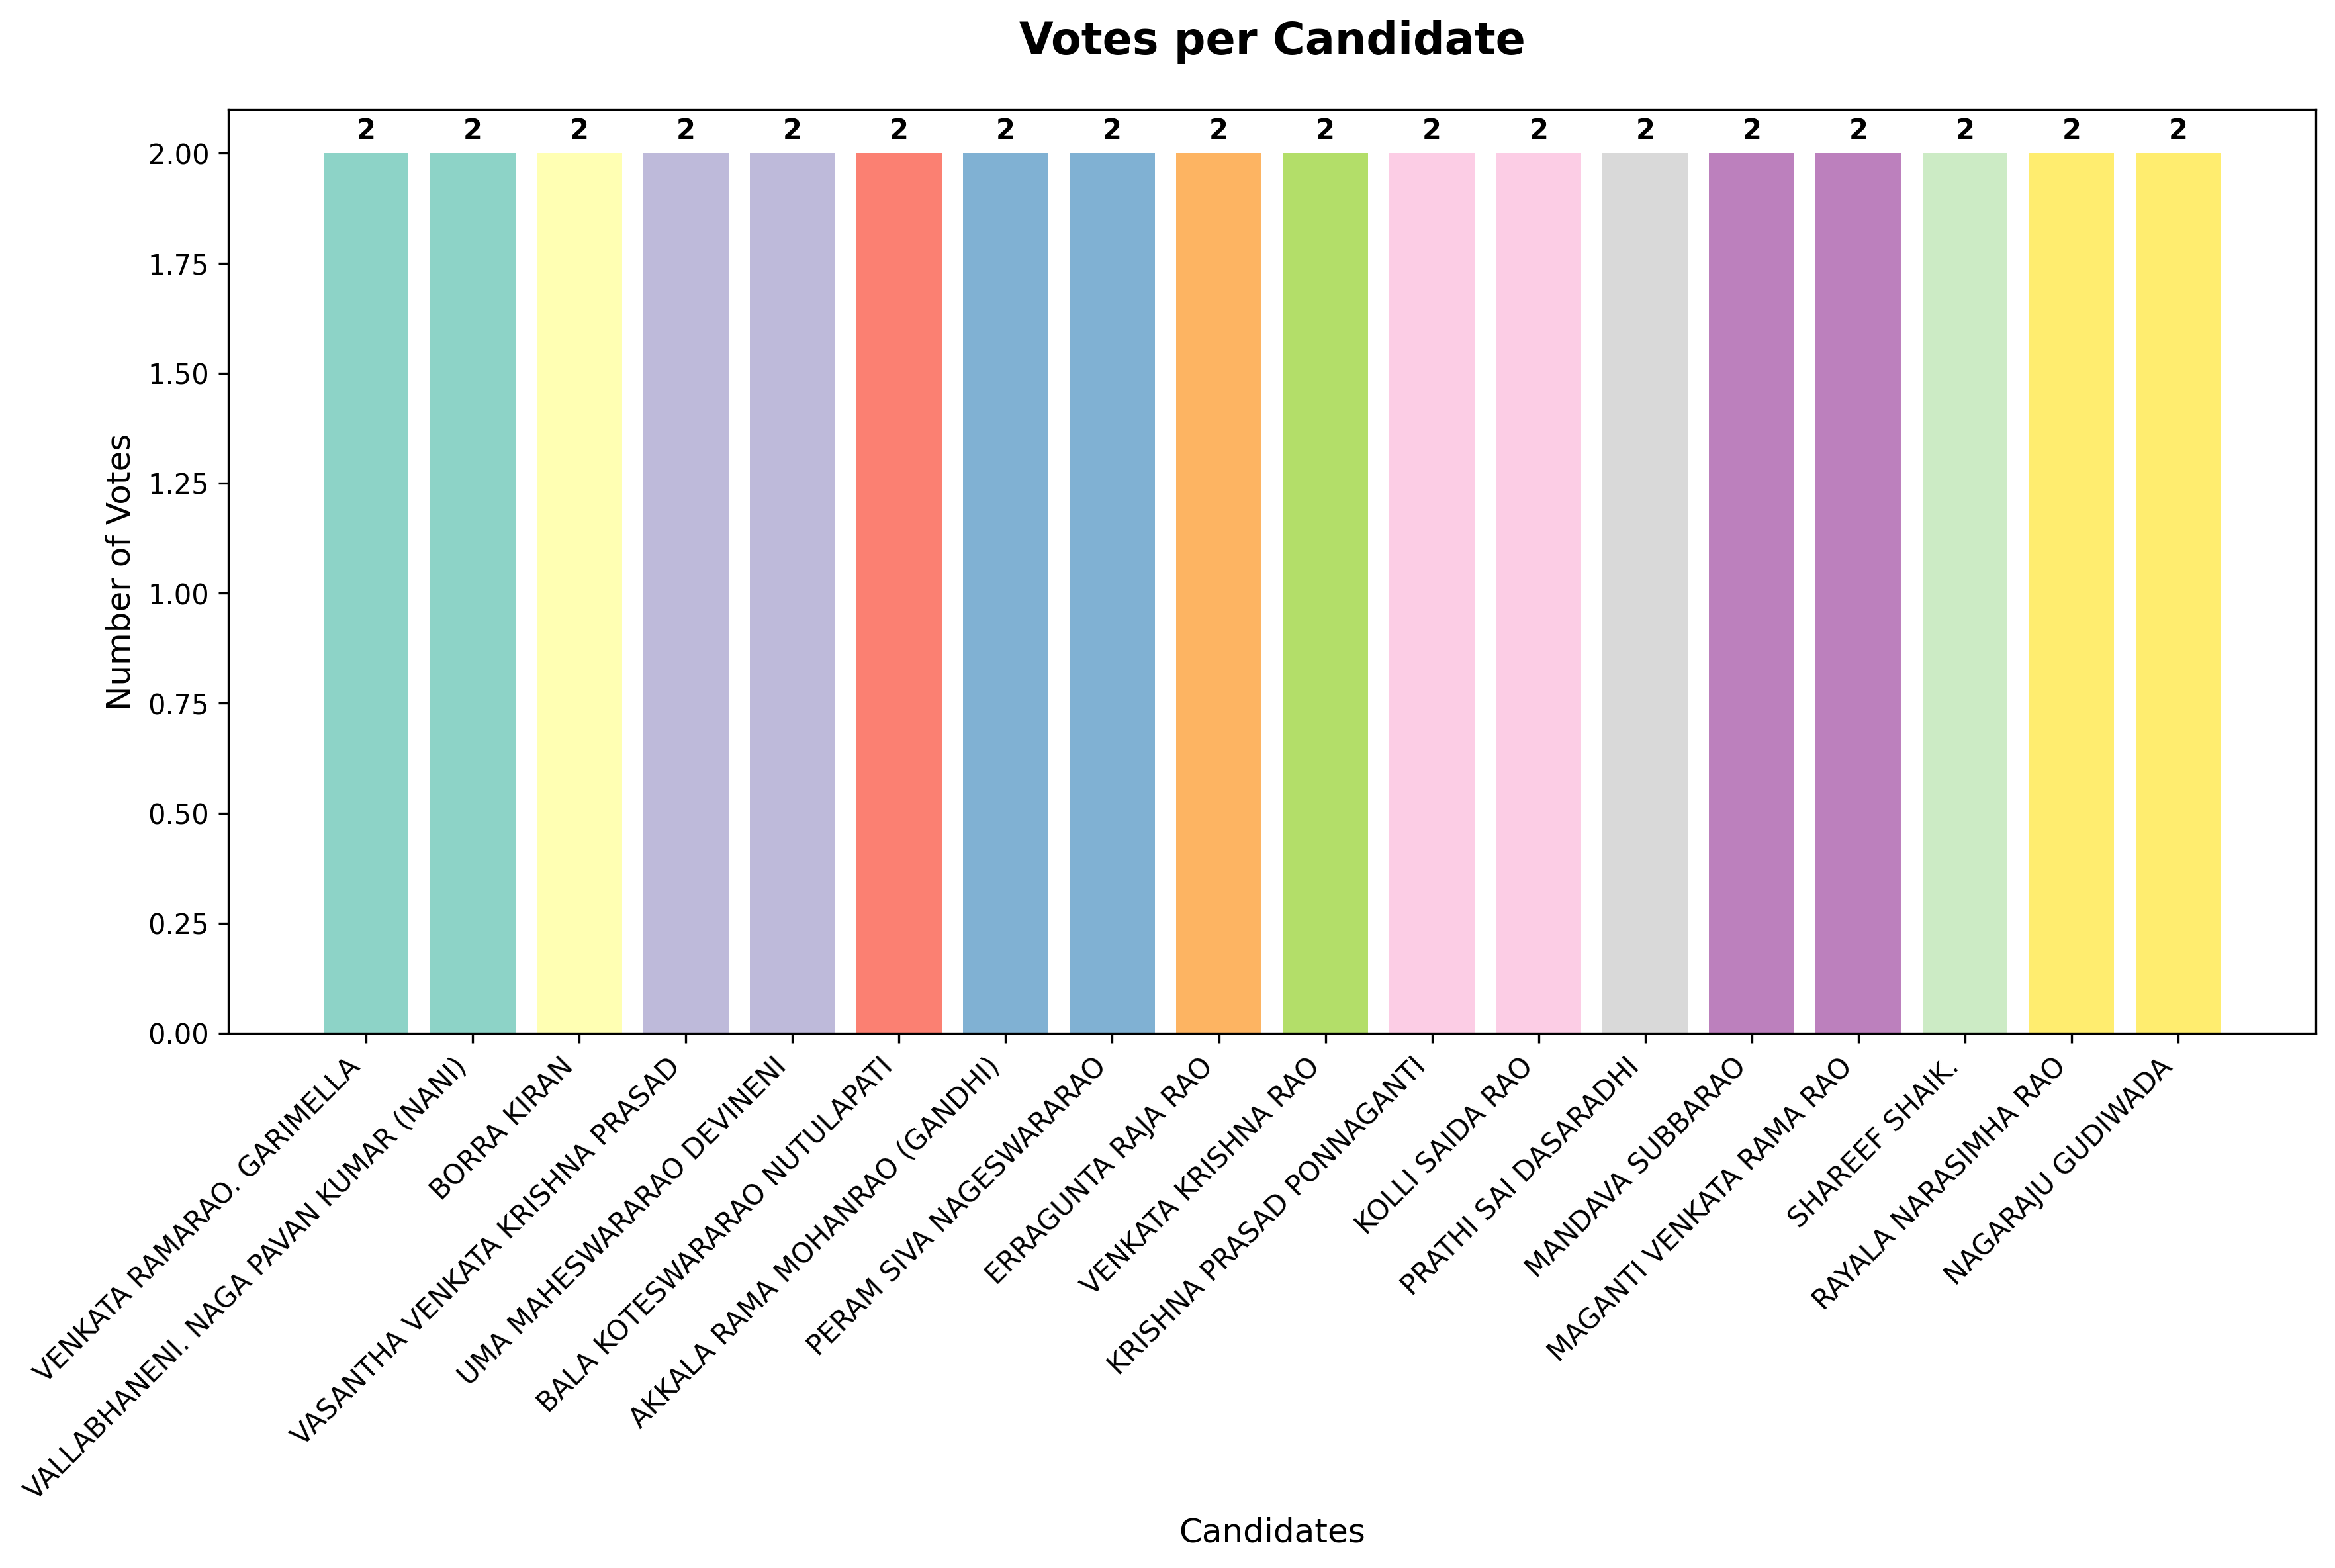 Votes per Candidate
2 2 2 2 2 2 2 2 2 2 2 2 2 2 2 2 2 2
Number of Votes
2.00
1.75
1.50
1.25
1.00
0.75
0.50
0.25
0.00
VENKATA RAMARAO. GARIMELLA
VALLABHANENI. NAGA PAVAN KUMAR (NANI)
BORRA KIRAN
VASANTHA VENKATA KRISHNA PRASAD
UMA MAHESWARARAO DEVINENI
BALA KOTESWARARAO NUTULAPATI
AKKALA RAMA MOHANRAO (GANDHI)
PERAM SIVA NAGESWARARAO
ERRAGUNTA RAJA RAO
VENKATA KRISHNA RAO
KRISHNA PRASAD PONNAGANTI
KOLLI SAIDA RAO
PRATHI SAI DASARADHI
MANDAVA SUBBARAO
MAGANTI VENKATA RAMA RAO
SHAREEF SHAIK.
RAYALA NARASIMHA RAO
NAGARAJU GUDIWADA
Candidates